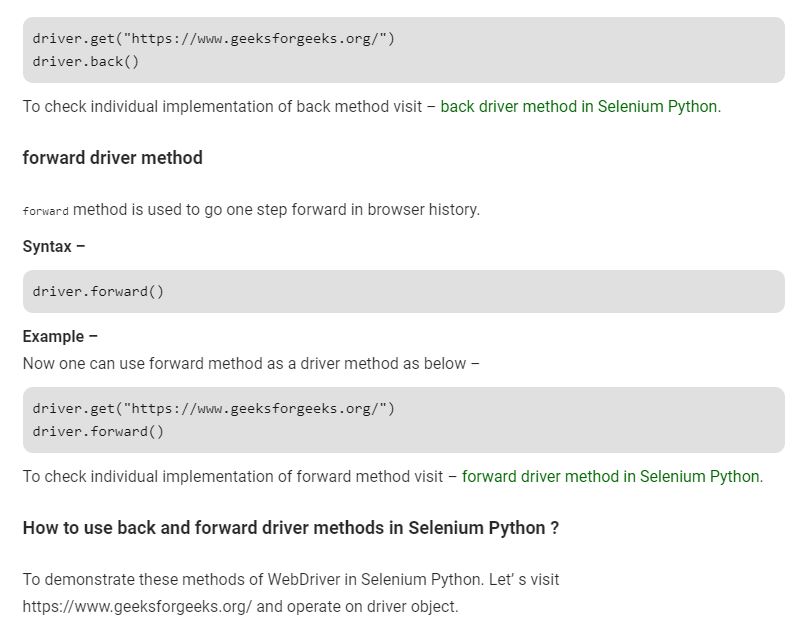 driver.get("https://www.geeksforgeeks.org/")
driver.back()
To check individual implementation of back method visit – back driver method in Selenium Python.
forward driver method
forward method is used to go one step forward in browser history.
Syntax –
driver.forward()
Example –
Now one can use forward method as a driver method as below –
driver.get("https://www.geeksforgeeks.org/")
driver.forward()
To check individual implementation of forward method visit – forward driver method in Selenium Python.
How to use back and forward driver methods in Selenium Python ?
To demonstrate these methods of WebDriver in Selenium Python. Let' s visit
https://www.geeksforgeeks.org/ and operate on driver object.